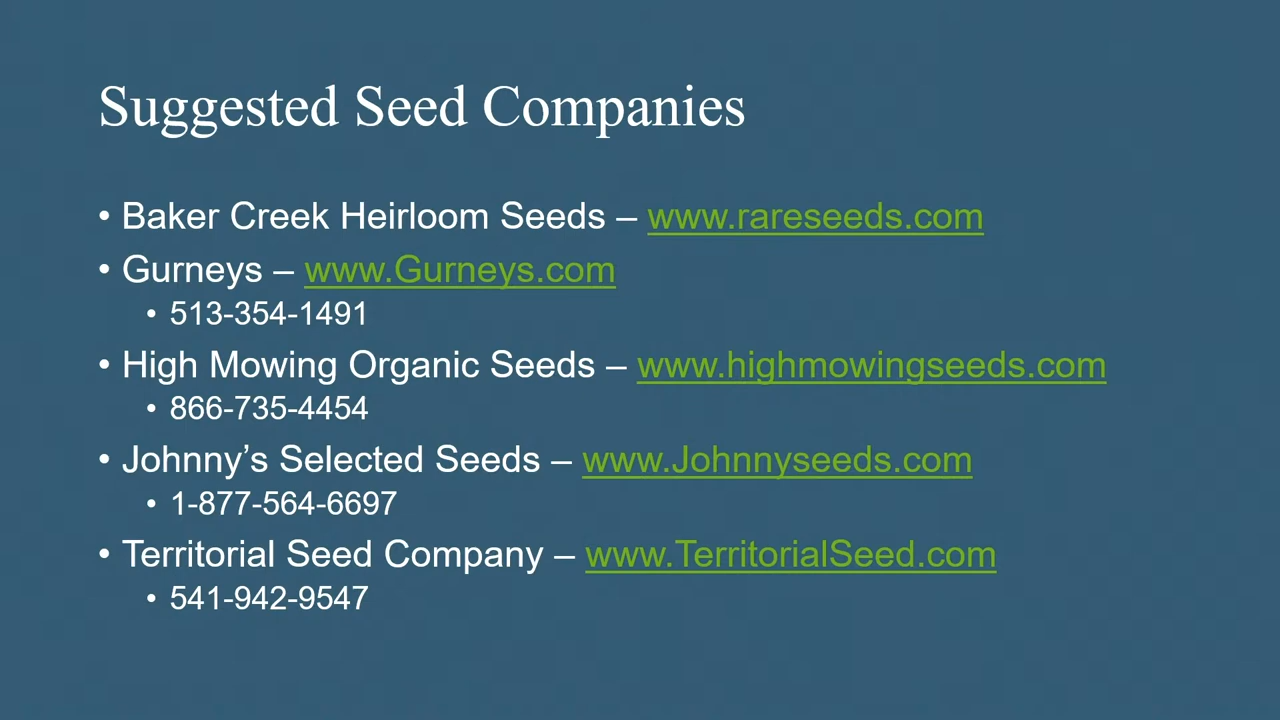 Suggested Seed Companies
• Baker Creek Heirloom Seeds – www.rareseeds.com
• Gurneys – www.Gurneys.com
• 513-354-1491
• High Mowing Organic Seeds – www.highmowingseeds.com
• 866-735-4454
• Johnny’s Selected Seeds – www.Johnnyseeds.com
• 1-877-564-6697
• Territorial Seed Company – www.TerritorialSeed.com
• 541-942-9547